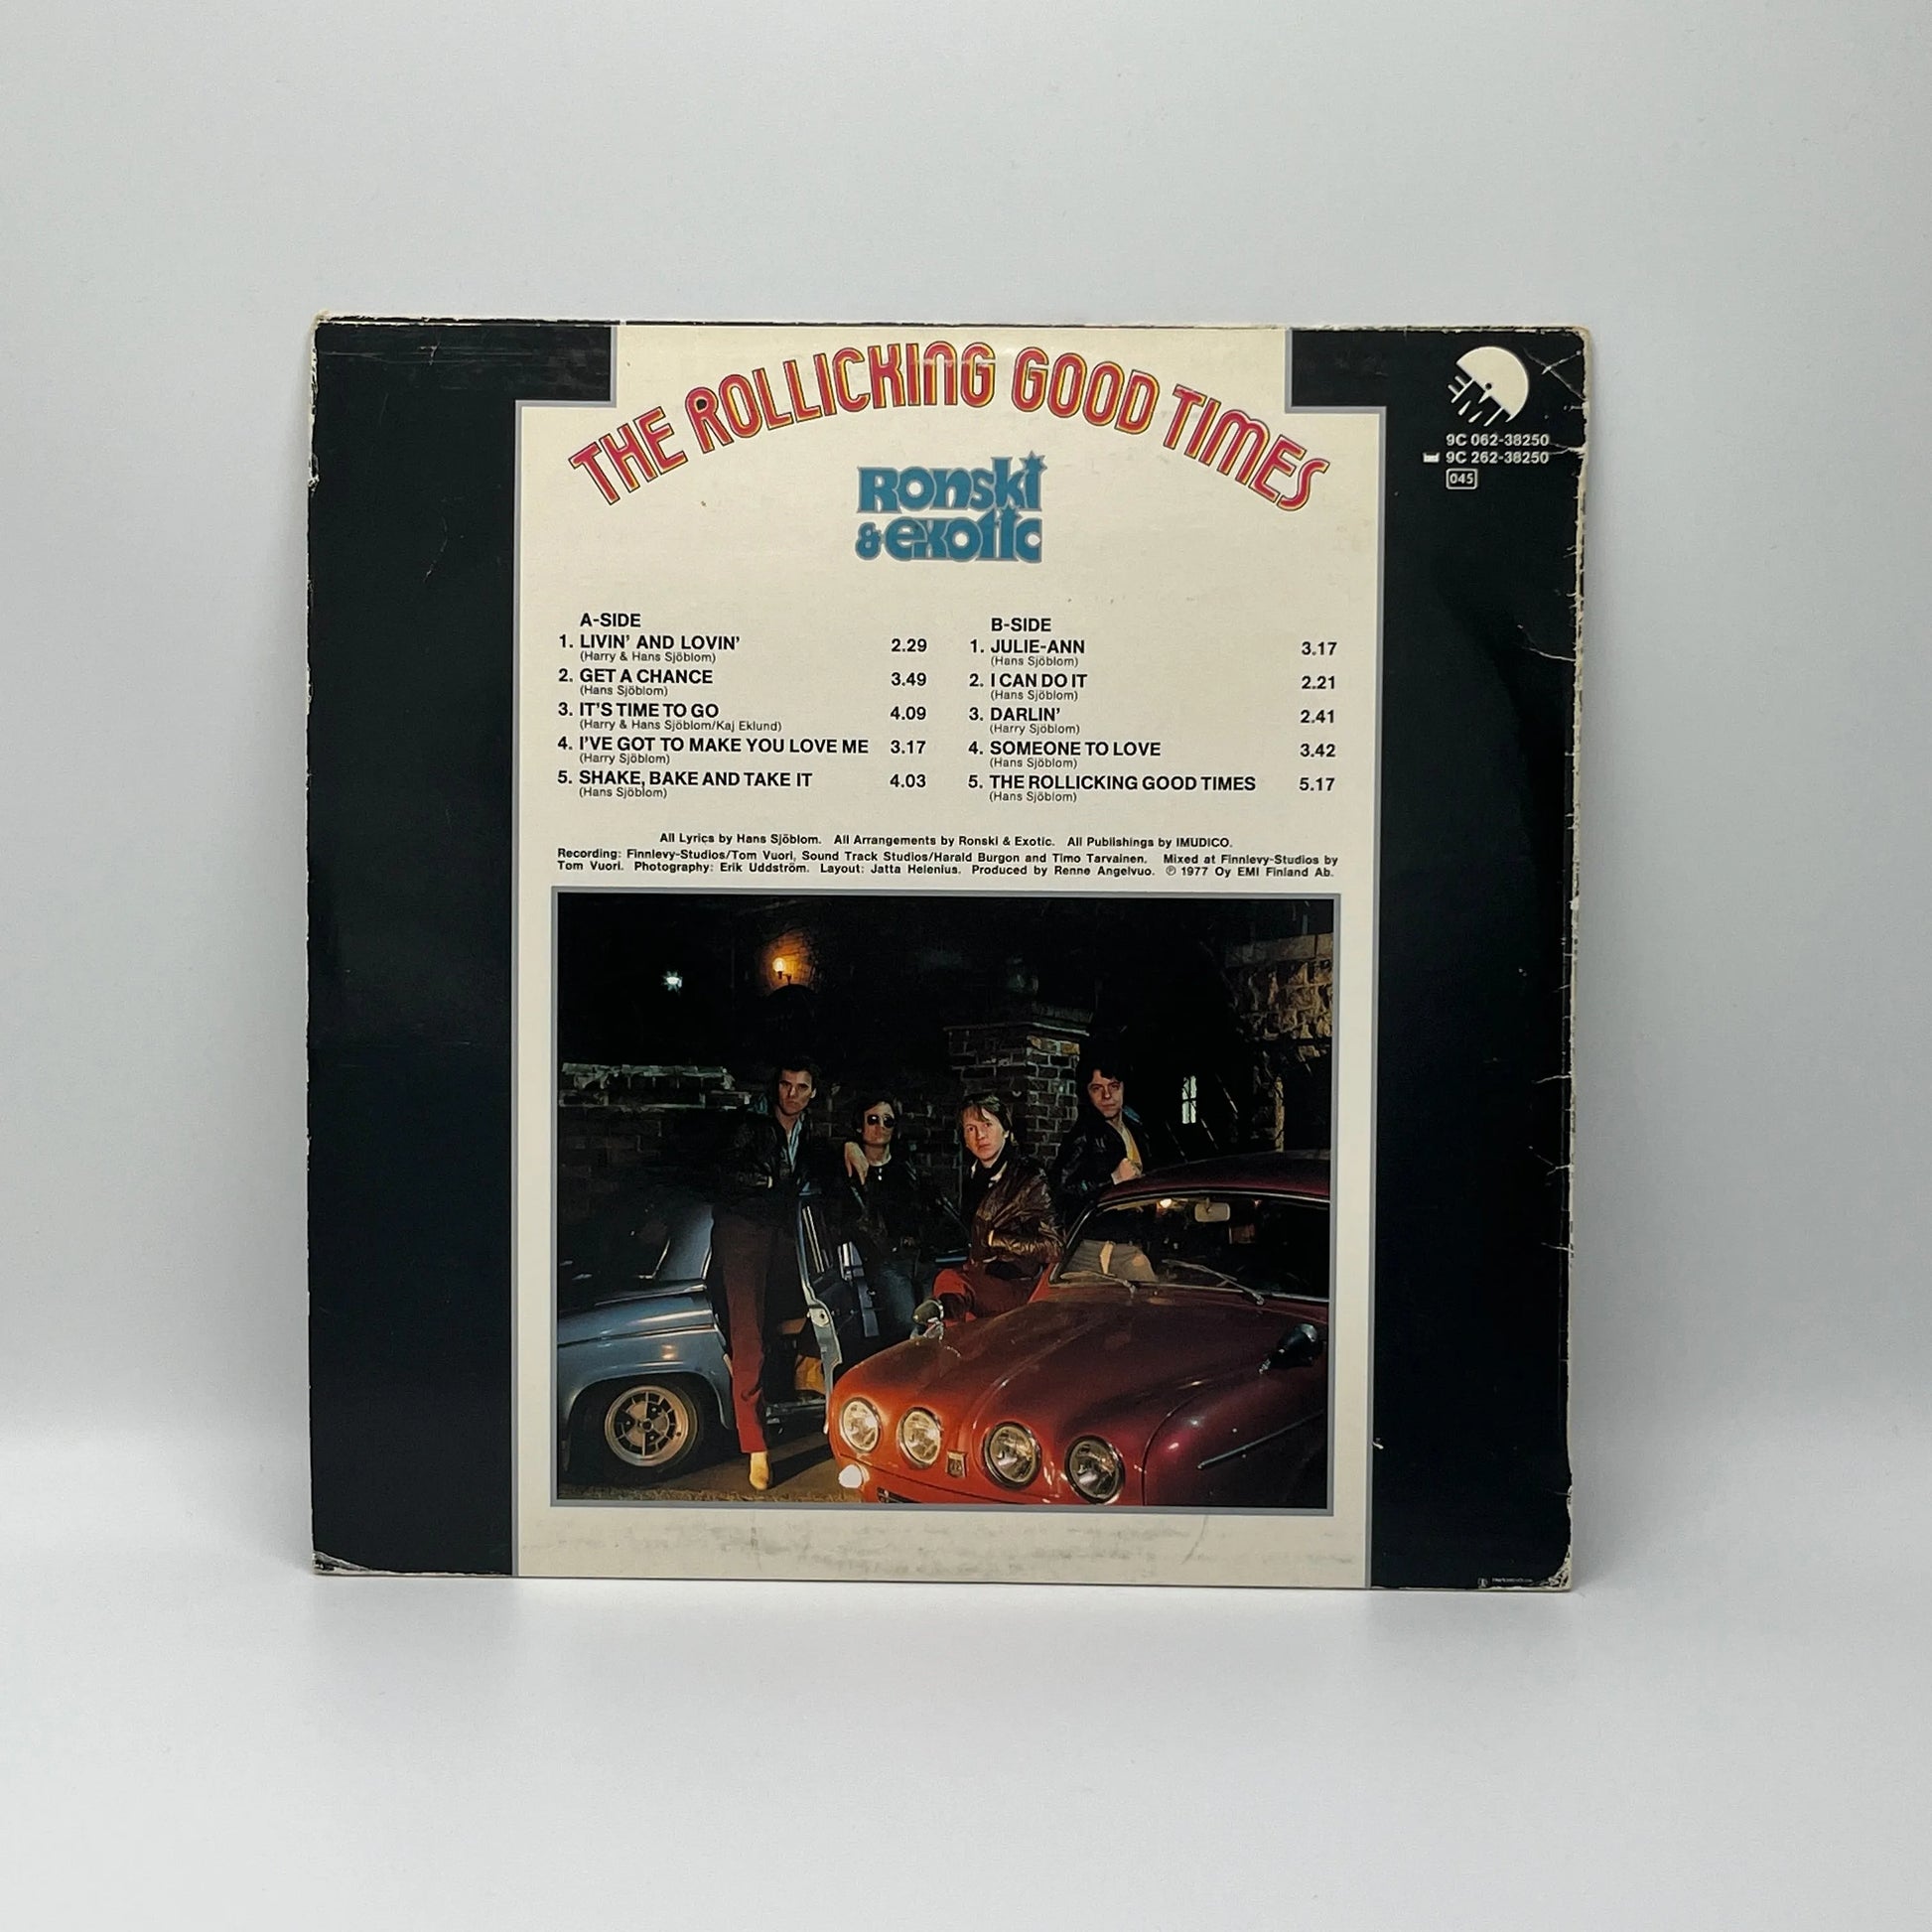 THE ROLLICKING GOOD TIMES
Ronski
& exotic
EMI
9C 062-38250
9C 262-38250
045
A-SIDE
1. LIVIN' AND LOVIN' 2.29
(Harry & Hans Sjöblom)
2. GET A CHANCE 3.49
(Hans Sjöblom)
3. IT'S TIME TO GO 4.09
(Harry & Hans Sjöblom/Kaj Eklund)
4. I'VE GOT TO MAKE YOU LOVE ME 3.17
(Harry Sjöblom)
5. SHAKE, BAKE AND TAKE IT 4.03
(Hans Sjöblom)
B-SIDE
1. JULIE-ANN 3.17
(Hans Sjöblom)
2. I CAN DO IT 2.21
(Hans Sjöblom)
3. DARLIN' 2.41
(Harry Sjöblom)
4. SOMEONE TO LOVE 3.42
(Hans Sjöblom)
5. THE ROLLICKING GOOD TIMES 5.17
(Hans Sjöblom)
All Lyrics by Hans Sjöblom. All Arrangements by Ronski & Exotic. All Publishings by IMUDICO.
Recording: Finnlevy-Studios/Tom Vuori, Sound Track Studios/Harald Burgon and Timo Tarvainen. Mixed at Finnlevy-Studios by
Tom Vuori. Photography: Erik Uddström. Layout: Jatta Helenius. Produced by Renne Angelvuo. ℗ 1977 Oy EMI Finland Ab.